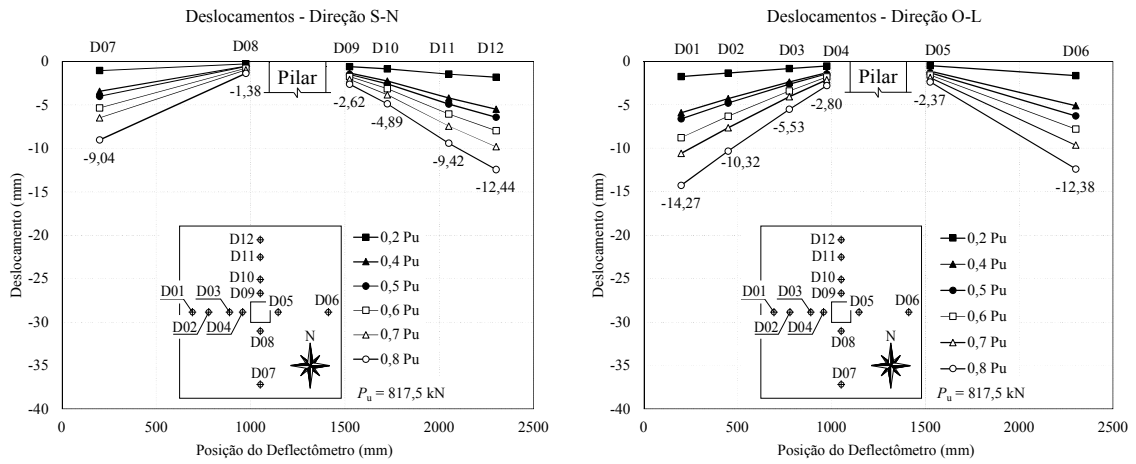 Deslocamentos - Direção S-N
D07 D08 D09 D10 D11 D12
Pilar
-1,38
-2,62
-4,89
-9,04
-9,42
-12,44
Deslocamento (mm)
0
-5
-10
-15
-20
-25
-30
-35
-40
D12
D11
D10
D01 D03 D09 D05 D06
D02 D04
D08
N
D07
0,2 Pu
0,4 Pu
0,5 Pu
0,6 Pu
0,7 Pu
0,8 Pu
Pu = 817,5 kN
0 500 1000 1500 2000 2500
Posição do Deflectômetro (mm)
Deslocamentos - Direção O-L
D01 D02 D03 D04 D05 D06
Pilar
-2,80
-2,37
-5,53
-10,32
-14,27
-12,38
Deslocamento (mm)
0
-5
-10
-15
-20
-25
-30
-35
-40
D12
D11
D10
D01 D03 D09 D05 D06
D02 D04
D08
N
D07
0,2 Pu
0,4 Pu
0,5 Pu
0,6 Pu
0,7 Pu
0,8 Pu
Pu = 817,5 kN
0 500 1000 1500 2000 2500
Posição do Deflectômetro (mm)